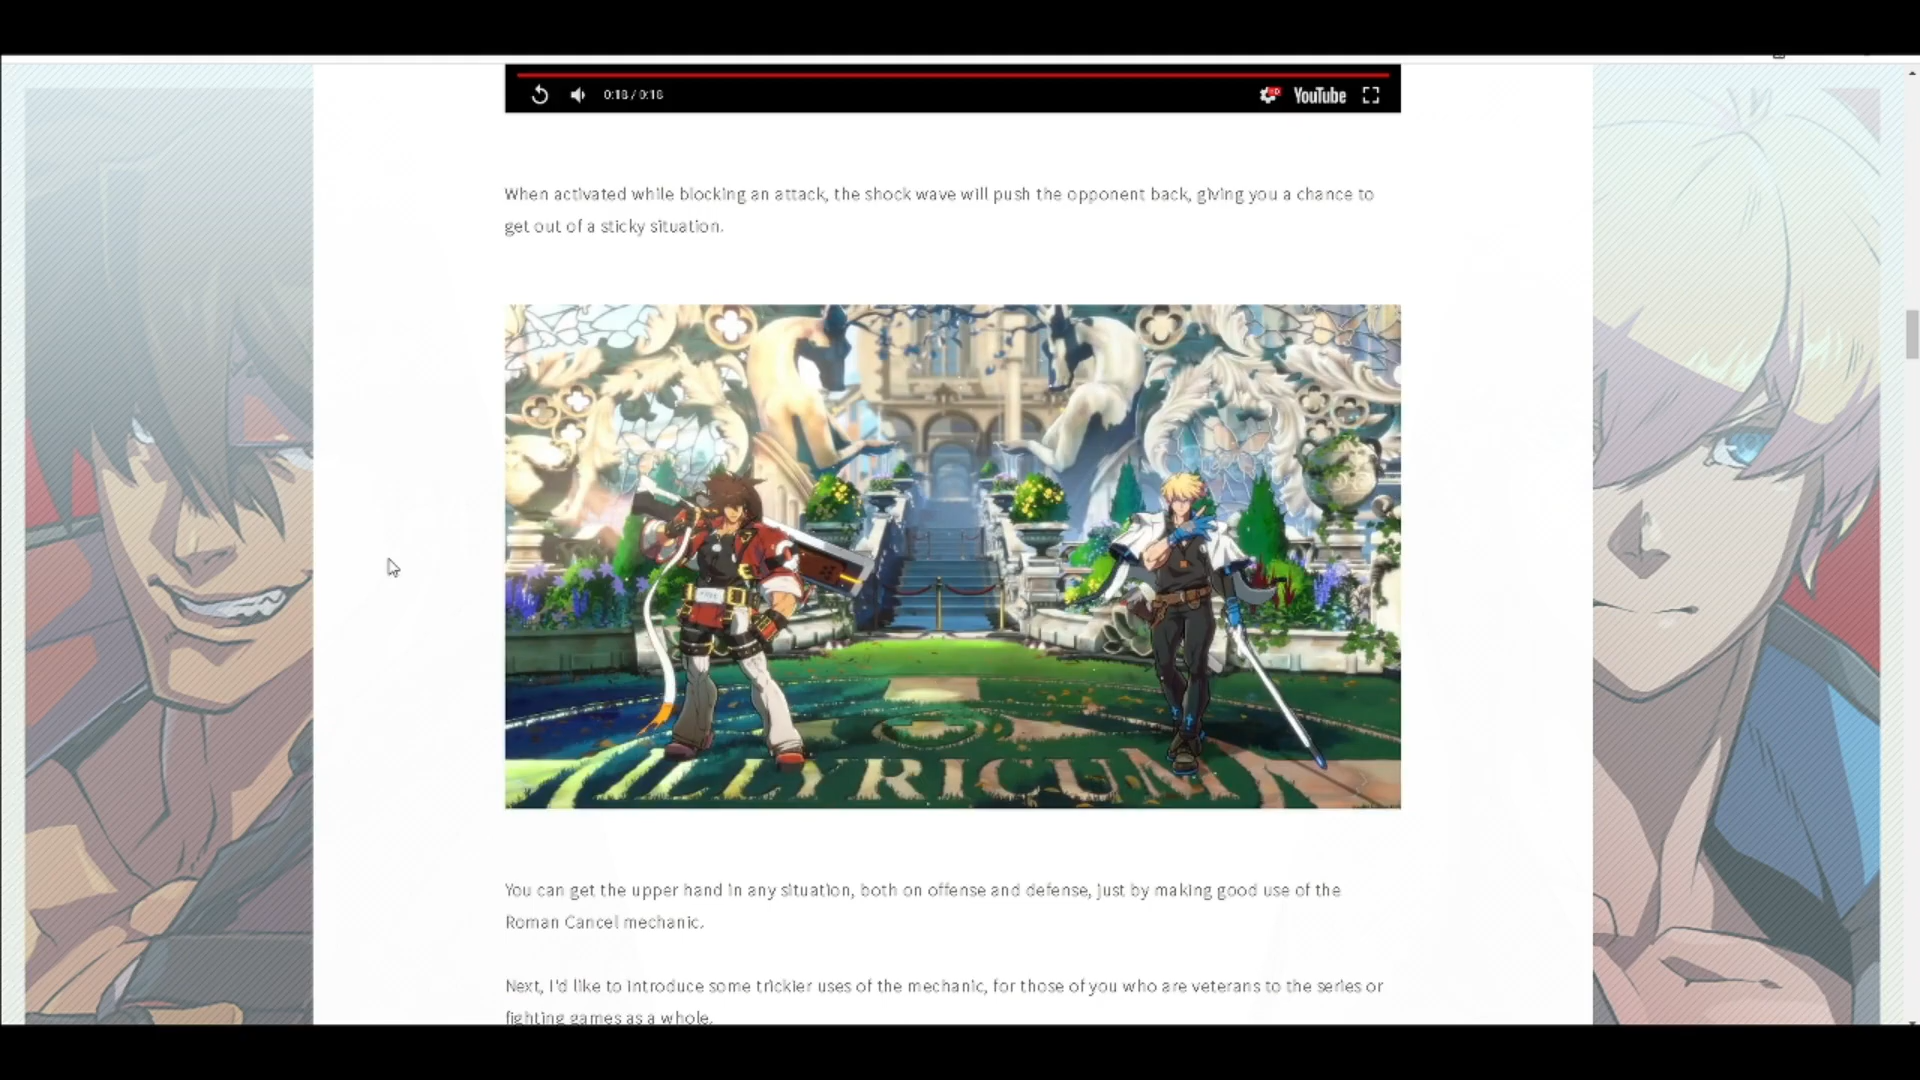 0:18 / 0:18
HD
YouTube
When activated while blocking an attack, the shock wave will push the opponent back, giving you a chance to
get out of a sticky situation.
ILLYRICUM
You can get the upper hand in any situation, both on offense and defense, just by making good use of the
Roman Cancel mechanic.
Next, I'd like to introduce some trickier uses of the mechanic, for those of you who are veterans to the series or
fighting games as a whole.